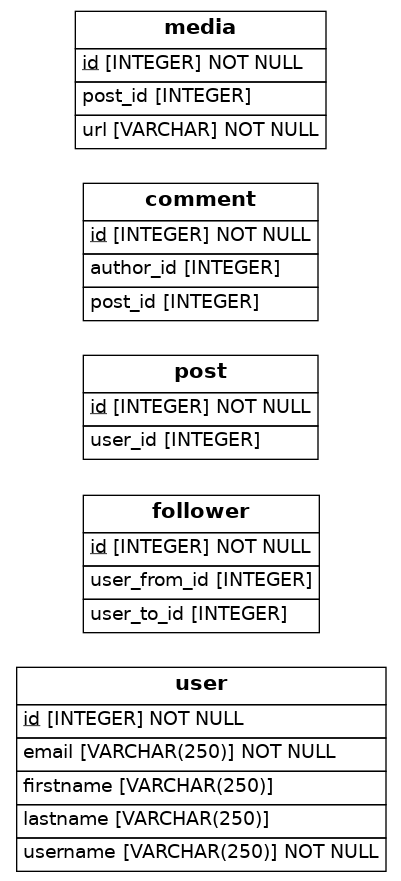 media
id [INTEGER] NOT NULL
post_id [INTEGER]
url [VARCHAR] NOT NULL
comment
id [INTEGER] NOT NULL
author_id [INTEGER]
post_id [INTEGER]
post
id [INTEGER] NOT NULL
user_id [INTEGER]
follower
id [INTEGER] NOT NULL
user_from_id [INTEGER]
user_to_id [INTEGER]
user
id [INTEGER] NOT NULL
email [VARCHAR(250)] NOT NULL
firstname [VARCHAR(250)]
lastname [VARCHAR(250)]
username [VARCHAR(250)] NOT NULL